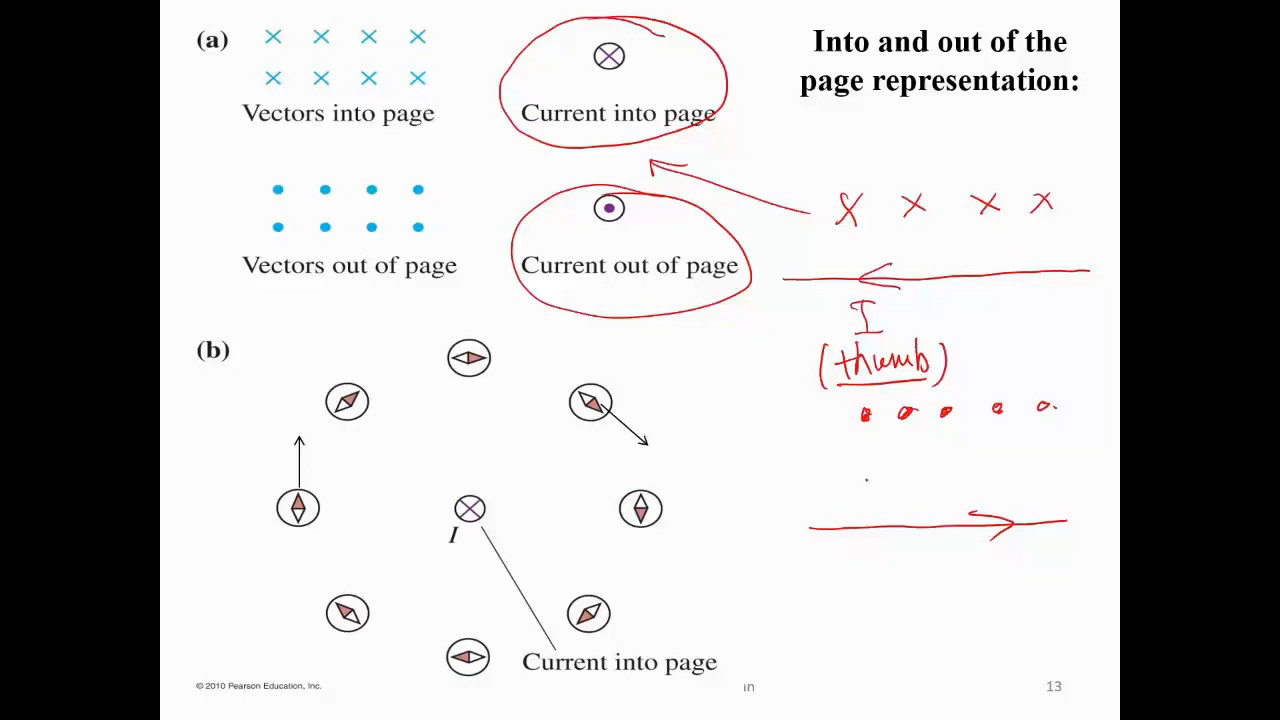 (a)
Into and out of the
page representation:
Vectors into page
Current into page
x x x x
Vectors out of page
Current out of page
I
(thumb)
(b)
I
Current into page
© 2010 Pearson Education, Inc.
13